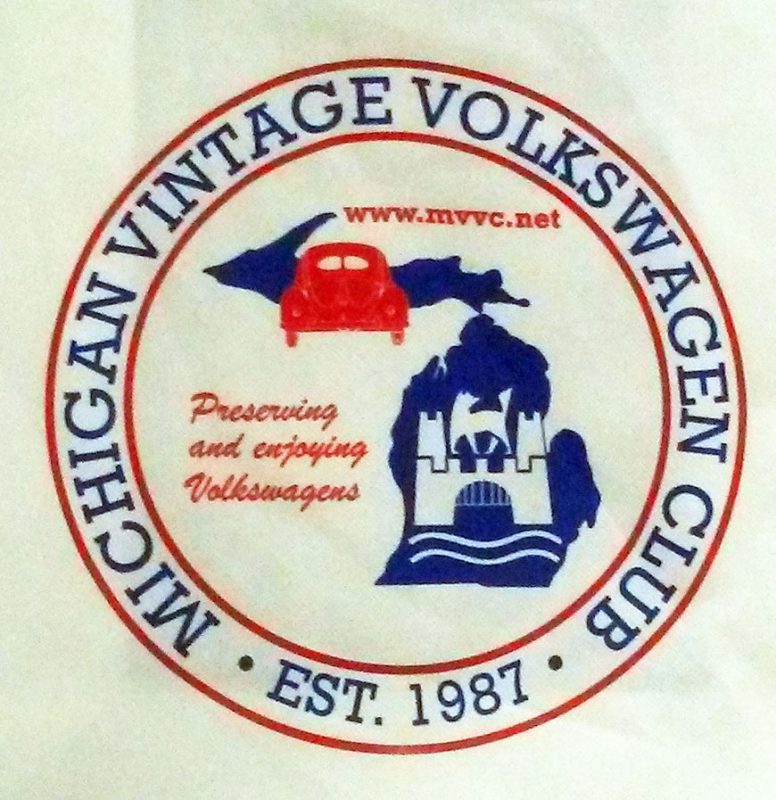 MICHIGAN VINTAGE VOLKSWAGEN CLUB
www.mvvc.net
Preserving
and enjoying
Volkswagens
• EST. 1987 •